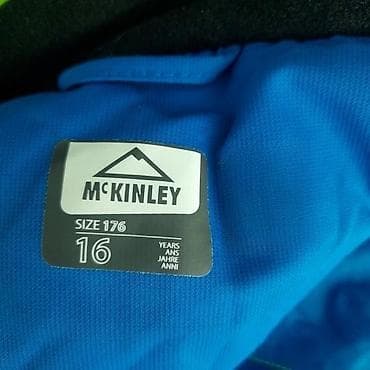 McKINLEY
SIZE 176
16
YEARS
ANS
JAHRE
ANNI